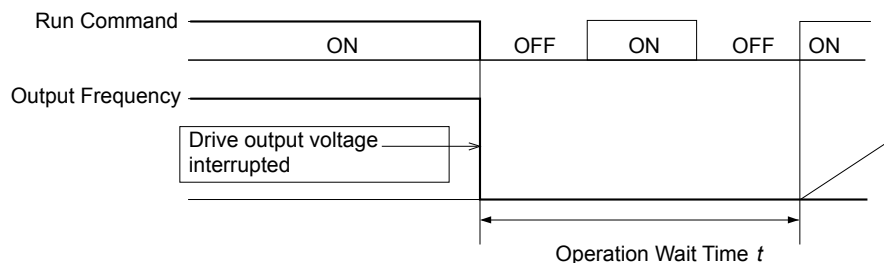 Run Command
ON OFF ON OFF ON
Output Frequency
Drive output voltage
interrupted
Operation Wait Time t